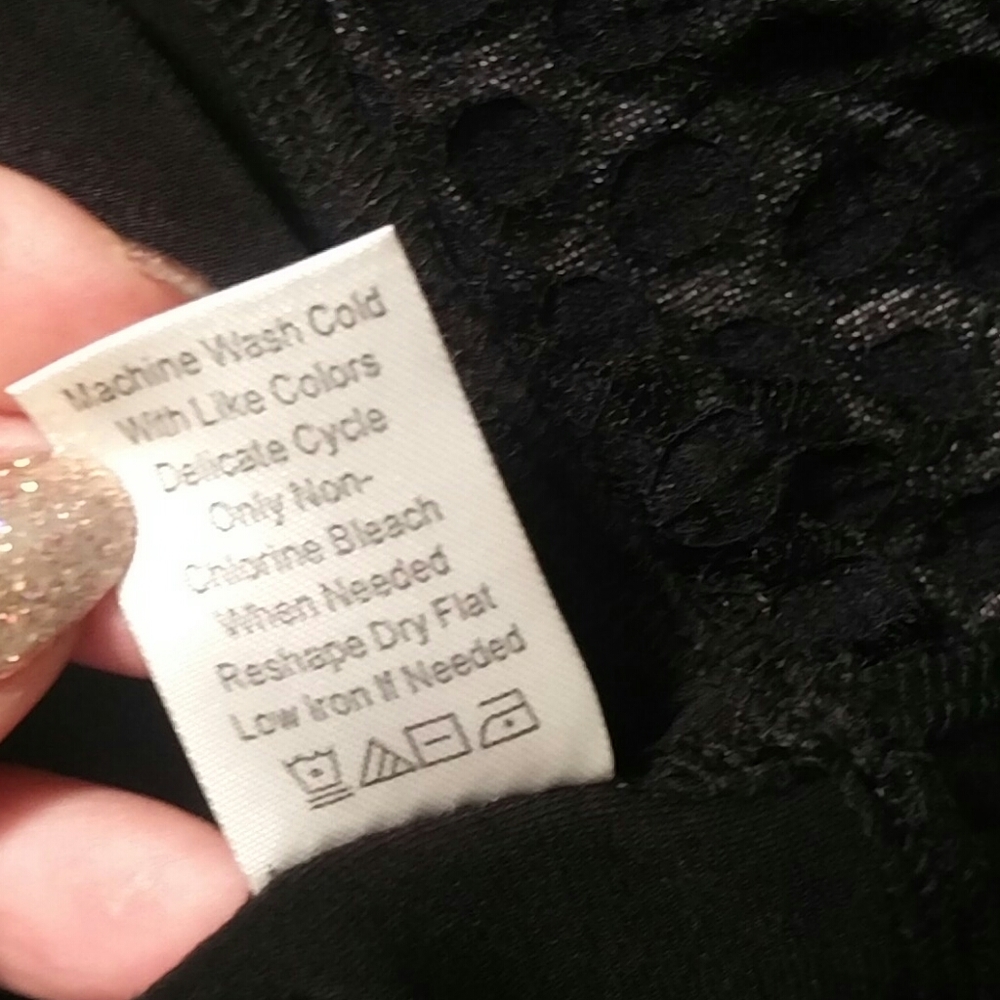 Machine Wash Cold
With Like Colors
Delicate Cycle
Only Non-
Chlorine Bleach
When Needed
Reshape Dry Flat
Low Iron If Needed